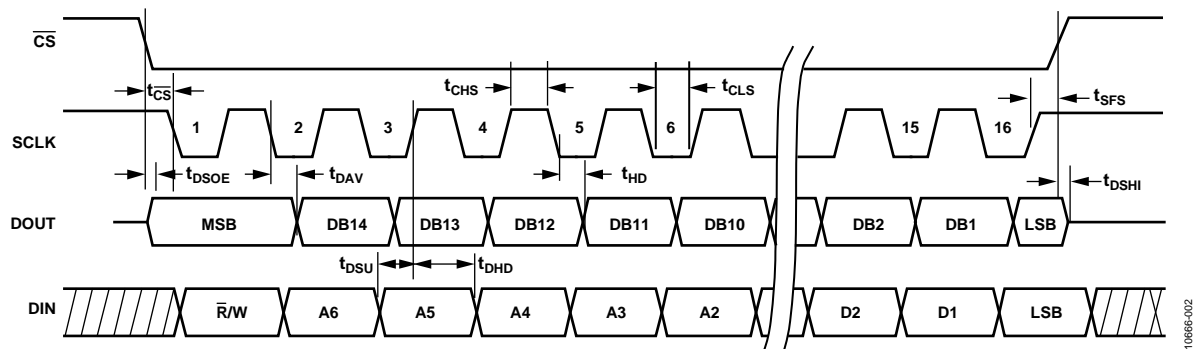 C̅S̅
tC̅S̅
tCHS
tCLS
tSFS
SCLK
1 2 3 4 5 6 15 16
tDSOE
tDAV
tHD
tDSHI
DOUT
MSB DB14 DB13 DB12 DB11 DB10 DB2 DB1 LSB
tDSU
tDHD
DIN
R̅/W A6 A5 A4 A3 A2 D2 D1 LSB
10666-002